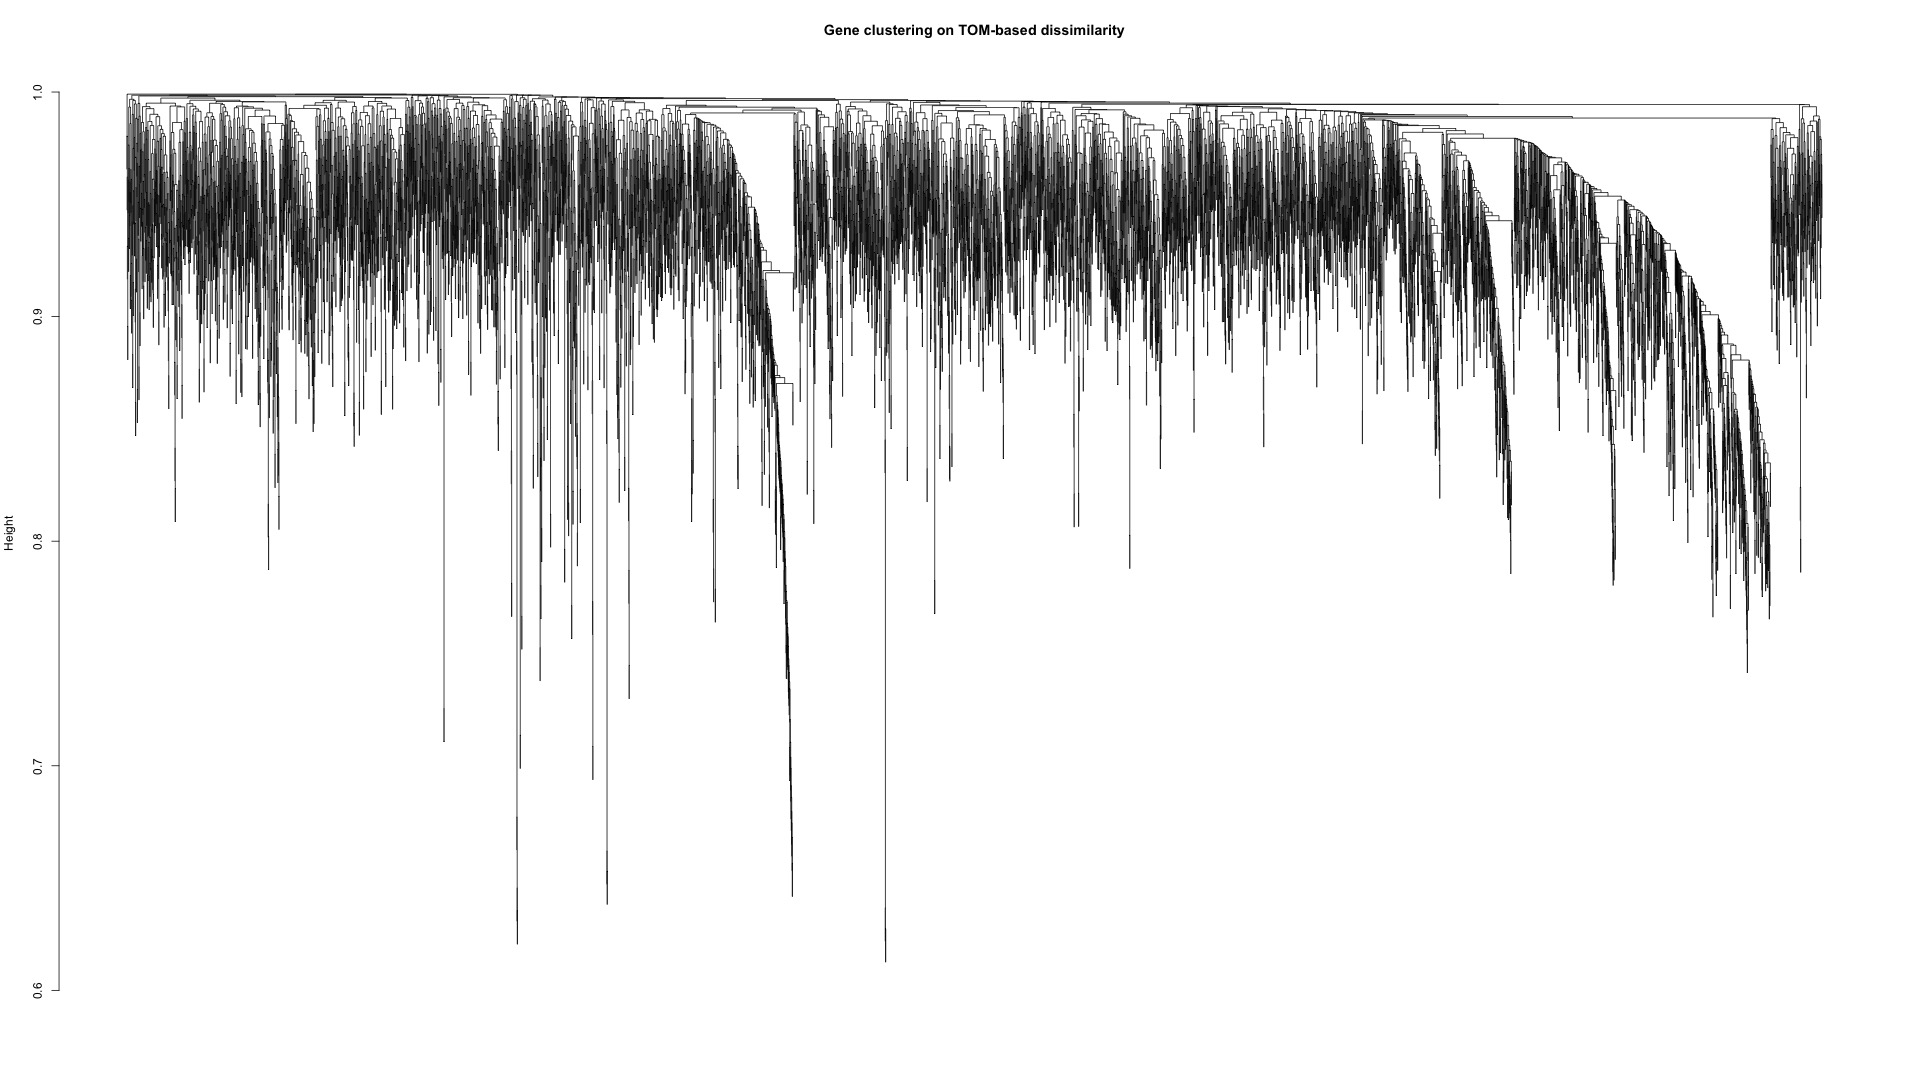 Gene clustering on TOM-based dissimilarity
Height
1.0
0.9
0.8
0.7
0.6